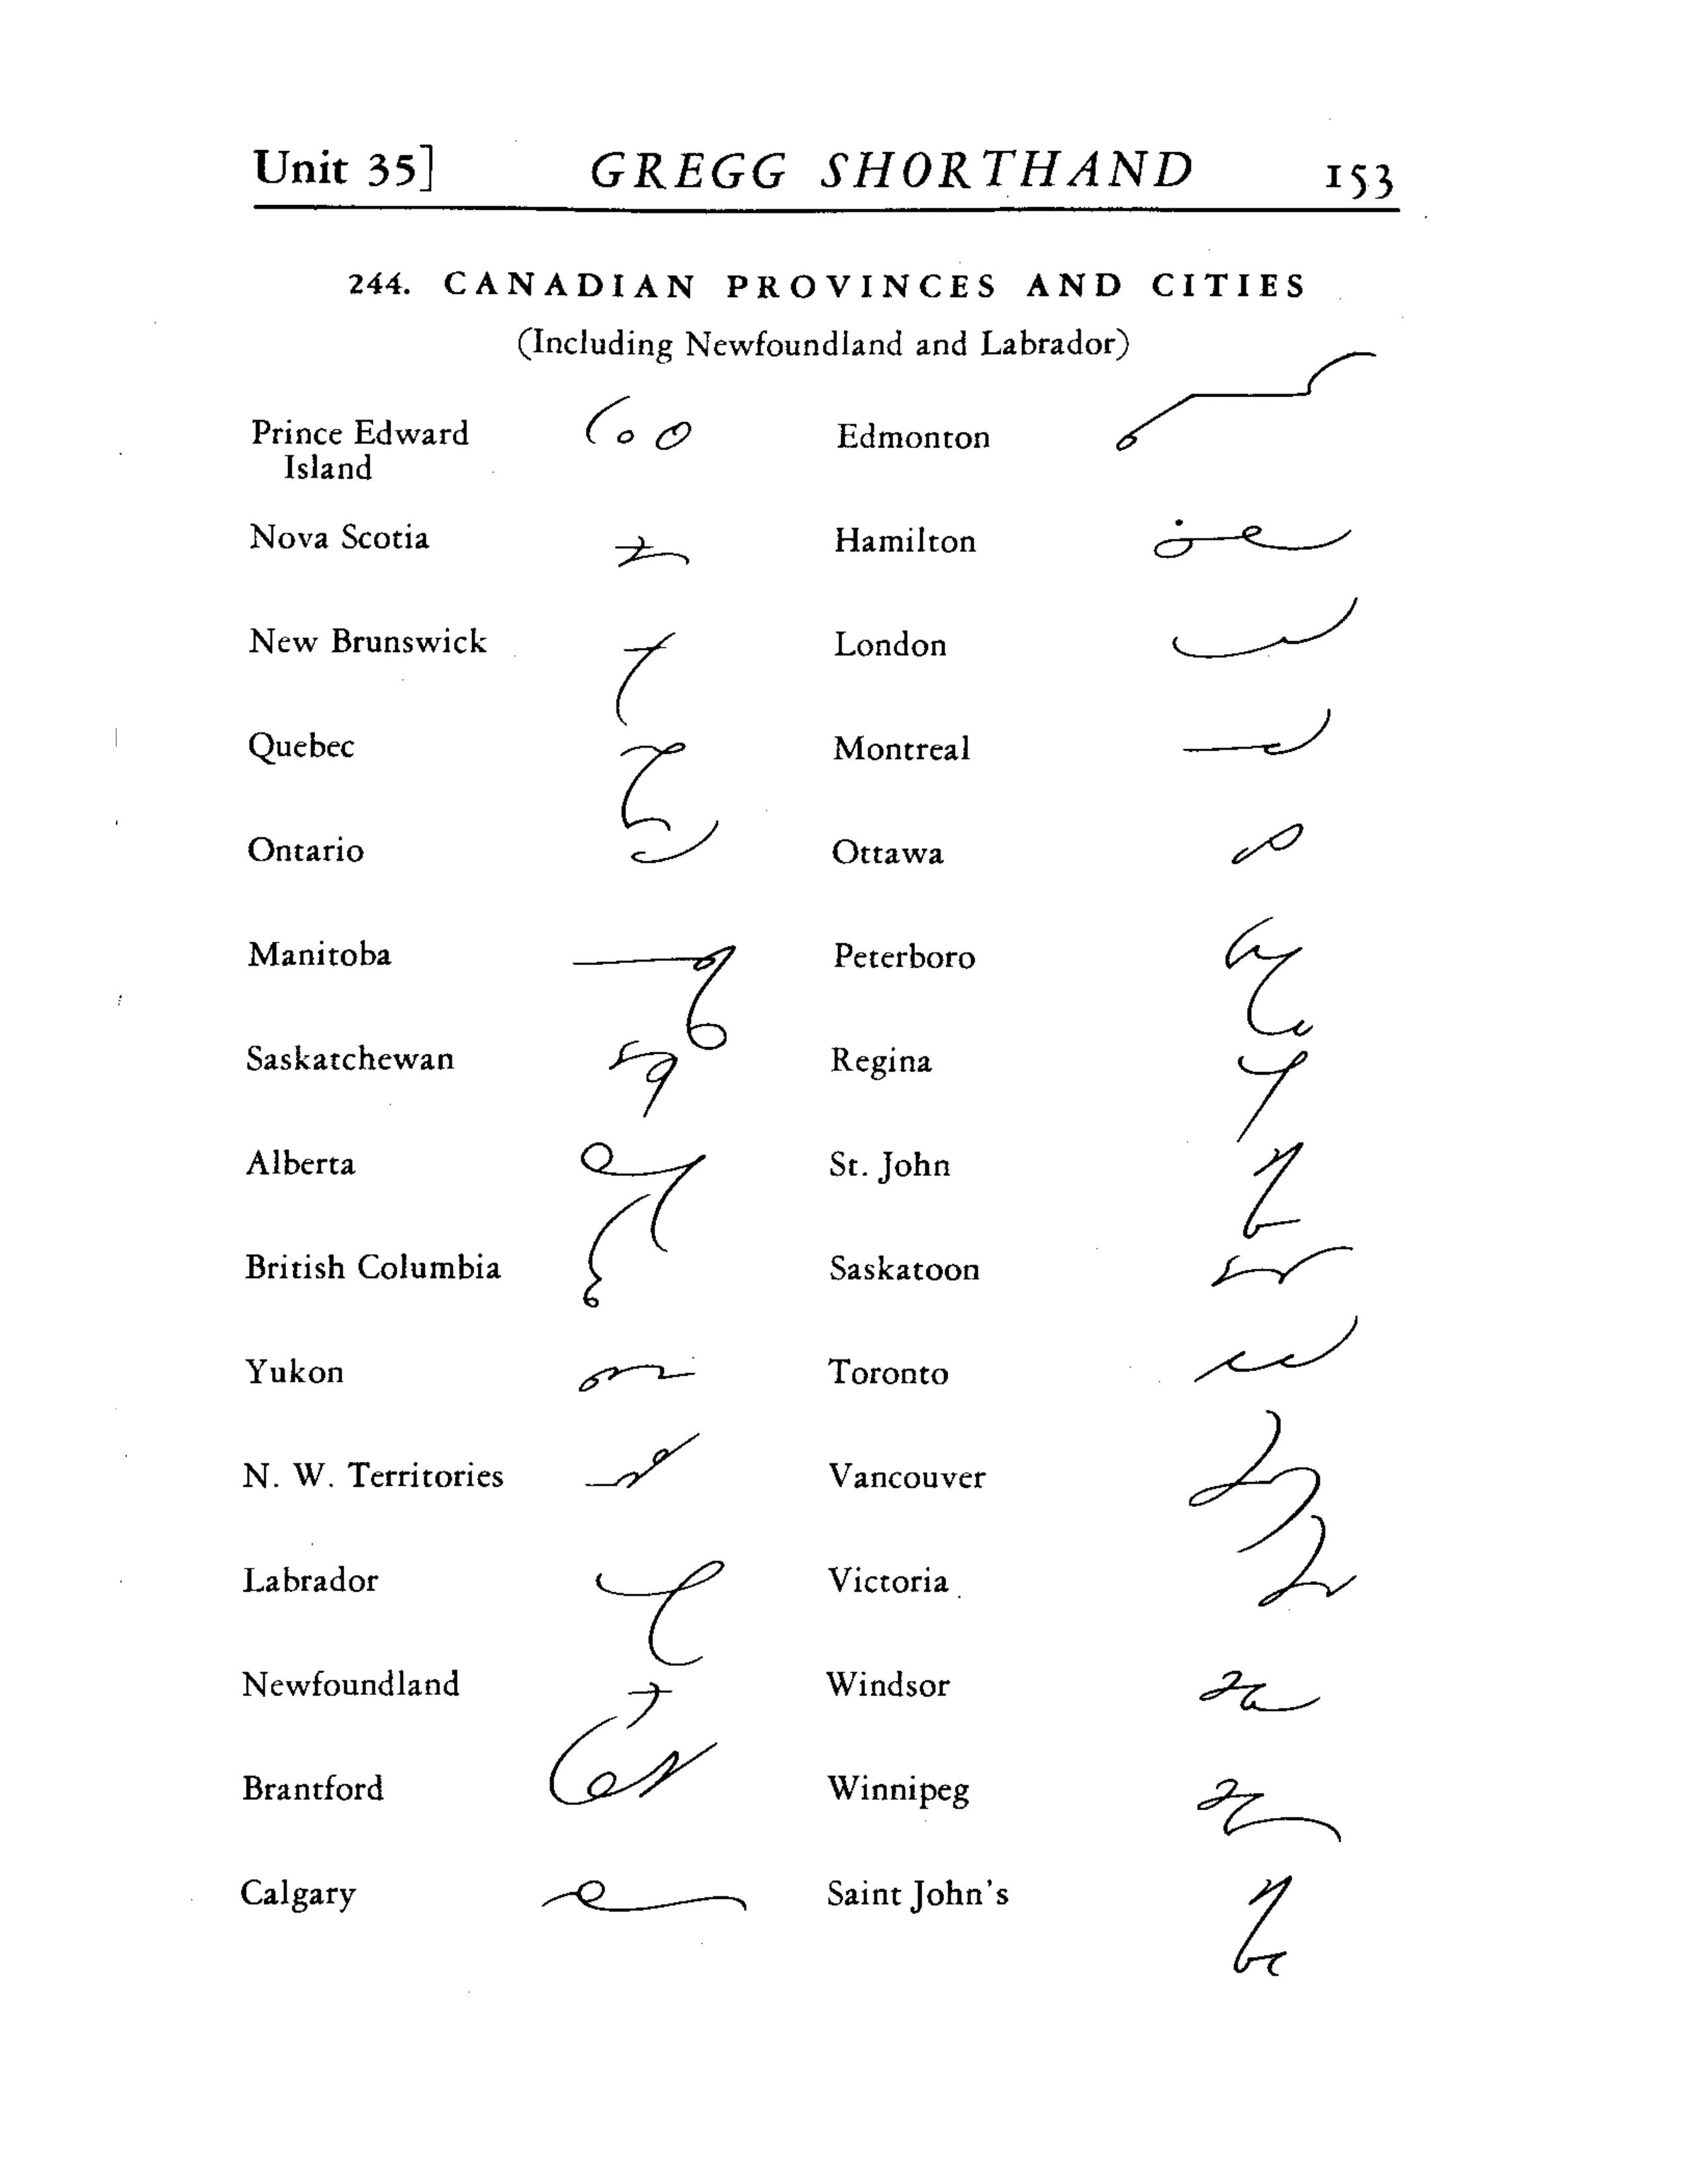 Unit 35] GREGG SHORTHAND 153
244. CANADIAN PROVINCES AND CITIES
(Including Newfoundland and Labrador)
Prince Edward Island
Edmonton
Nova Scotia
Hamilton
New Brunswick
London
Quebec
Montreal
Ontario
Ottawa
Manitoba
Peterboro
Saskatchewan
Regina
Alberta
St. John
British Columbia
Saskatoon
Yukon
Toronto
N. W. Territories
Vancouver
Labrador
Victoria
Newfoundland
Windsor
Brantford
Winnipeg
Calgary
Saint John's